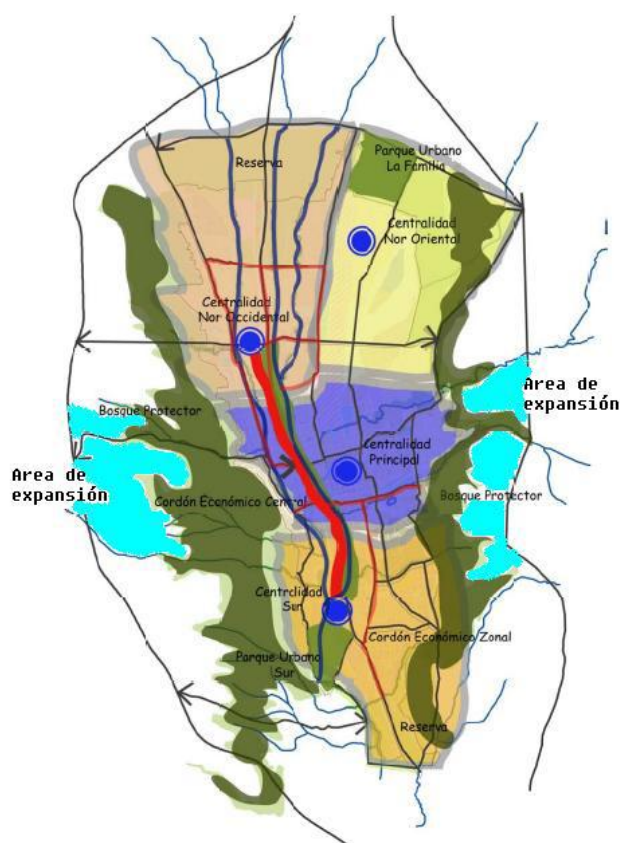 Reserva
Parque Urbano
La Familia
Centralidad
Nor Oriental
Centralidad
Nor Occidental
Area de
expansión
Bosque Protector
Centralidad
Principal
Area de
expansión
Bosque Protector
Cordón Económico Central
Centrclidad
Sur
Cordón Económico Zonal
Parque Urbano
Sur
Reserva